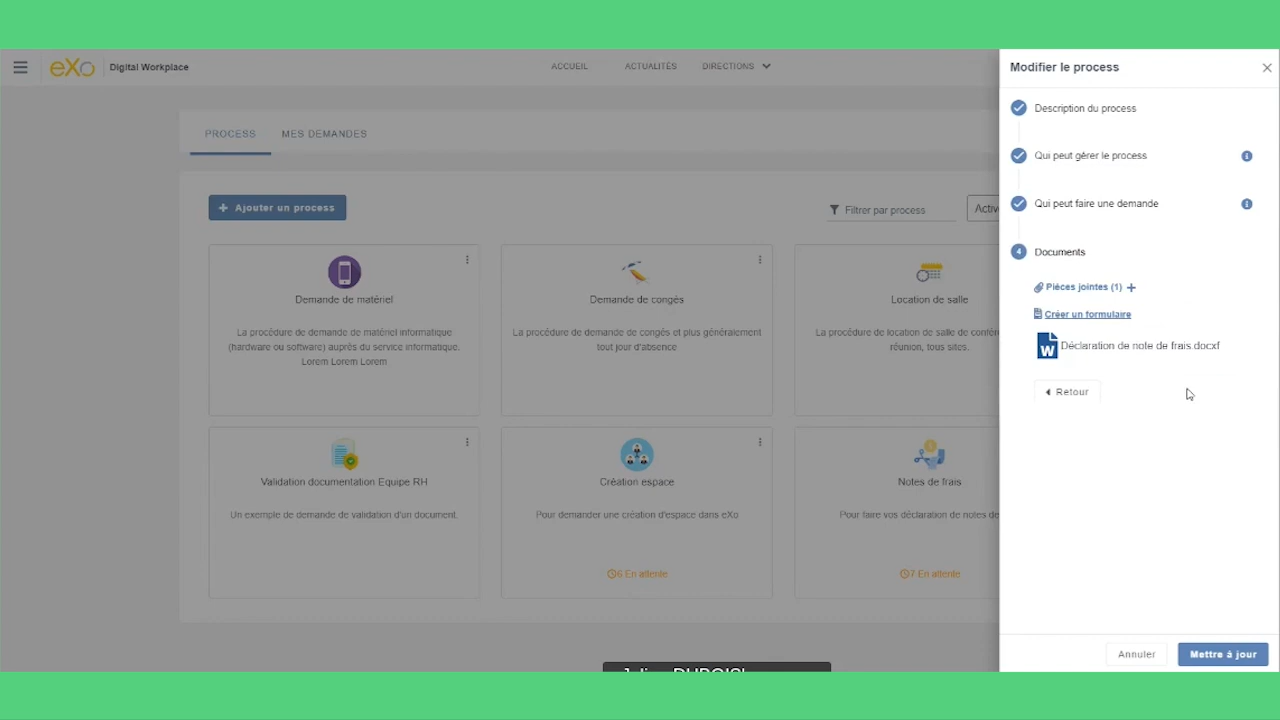 eXo
Digital Workplace
ACCUEIL
ACTUALITÉS
DIRECTIONS
PROCESS
MES DEMANDES
+ Ajouter un process
Filtrer par process
Demande de matériel
La procédure de demande de matériel informatique
(hardware ou software) auprès du service informatique.
Lorem Lorem Lorem
Demande de congés
La procédure de demande de congés et plus généralement
tout jour d'absence
Location de salle
La procédure de location de salle de
réunion, tous sites.
Validation documentation Equipe RH
Un exemple de demande de validation d'un document.
Création espace
Pour demander une création d'espace dans eXo
6 En attente
Notes de frais
Pour faire vos déclaration de notes de
7 En attente
Modifier le process
Description du process
Qui peut gérer le process
Qui peut faire une demande
4 Documents
Pièces jointes (1) +
Créer un formulaire
Déclaration de note de frais.docxf
Retour
Annuler
Mettre à jour